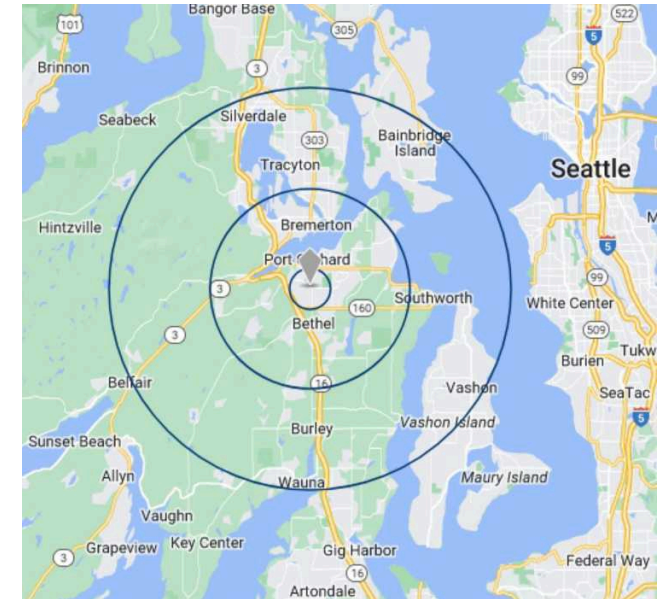 Bangor Base
101
305
522
5
Brinnon
3
99
Seabeck
Silverdale
303
Bainbridge
Island
Tracyton
Seattle
Hintzville
Bremerton
5
Port
3
99
Southworth
White Center
160
Bethel
509
3
Tukw
Burien
Belfair
16
Vashon
SeaTac
5
Burley
Vashon Island
Sunset Beach
Allyn
Wauna
Maury Island
Vaughn
Grapeview
Key Center
Gig Harbor
3
16
Federal Way
Artondale